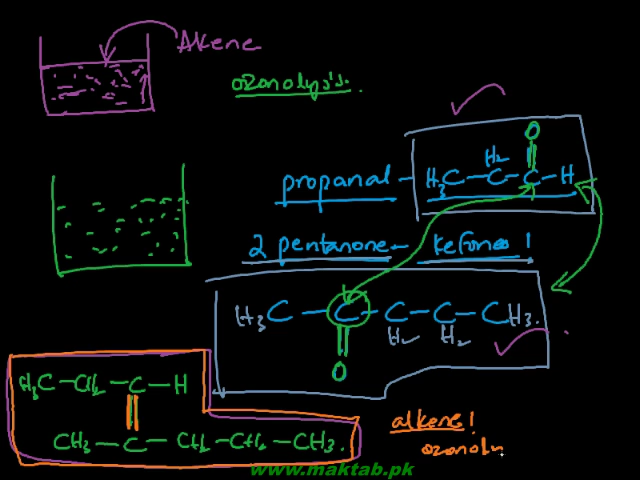 Alkene
ozonolysis.
O
propanal - H3C - C - C - H
H2
2 pentanone - ketones!
H3C - C - C - C - CH3.
H2 H2
O
H3C - CH2 - C - H
CH3 - C - CH2 - CH2 - CH3.
alkene!
ozonoly
www.maktab.pk